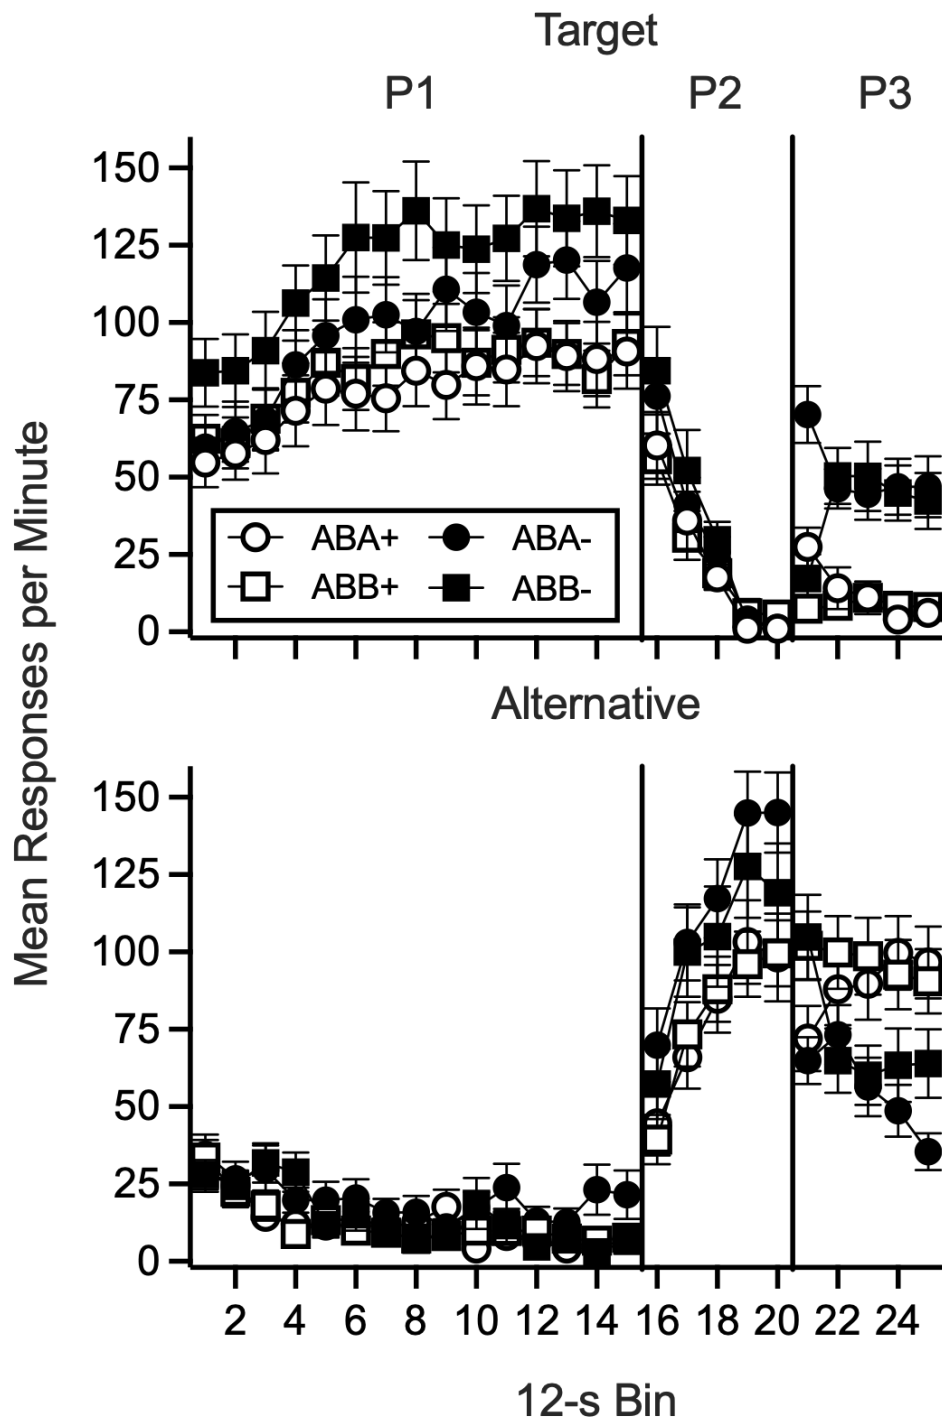 Target
P1 P2 P3
150
125
100
75
50
25
0
ABA+ ABA-
ABB+ ABB-
Mean Responses per Minute
Alternative
150
125
100
75
50
25
0
2 4 6 8 10 12 14 16 18 20 22 24
12-s Bin